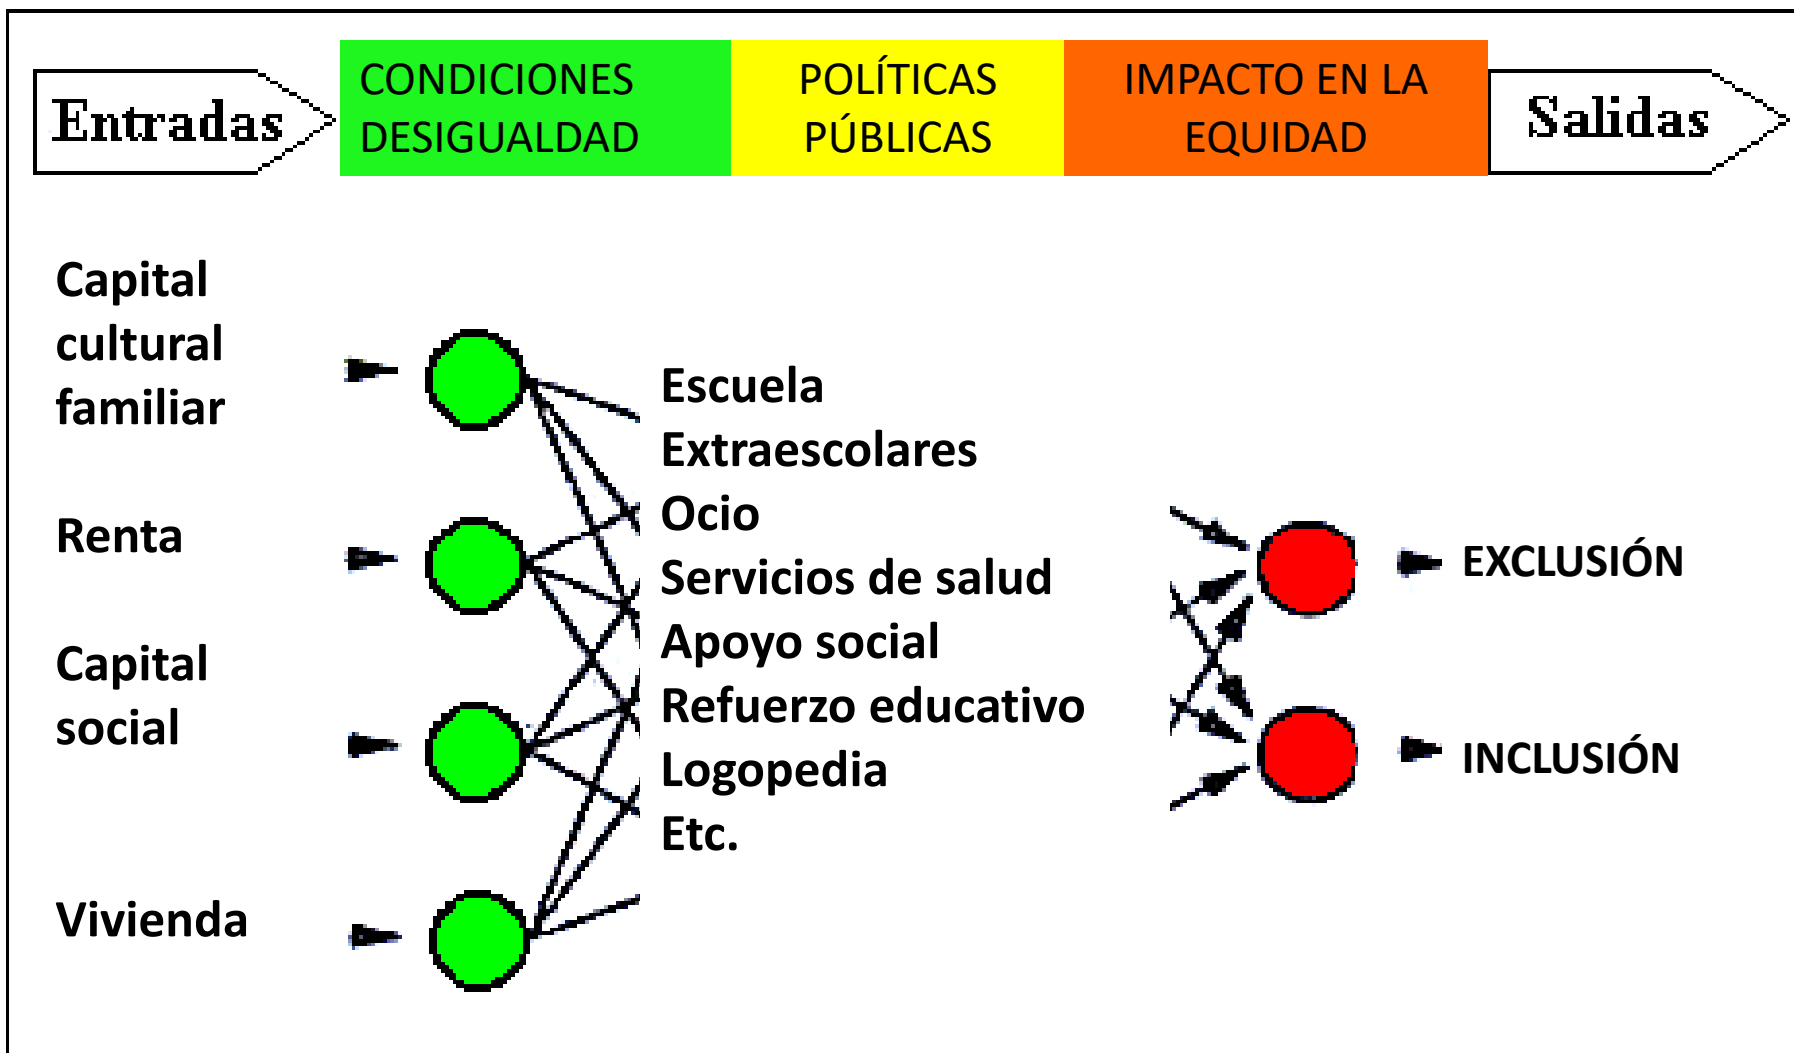 Entradas
CONDICIONES
DESIGUALDAD
POLÍTICAS
PÚBLICAS
IMPACTO EN LA
EQUIDAD
Salidas
Capital
cultural
familiar
Renta
Capital
social
Vivienda
Escuela
Extraescolares
Ocio
Servicios de salud
Apoyo social
Refuerzo educativo
Logopedia
Etc.
EXCLUSIÓN
INCLUSIÓN